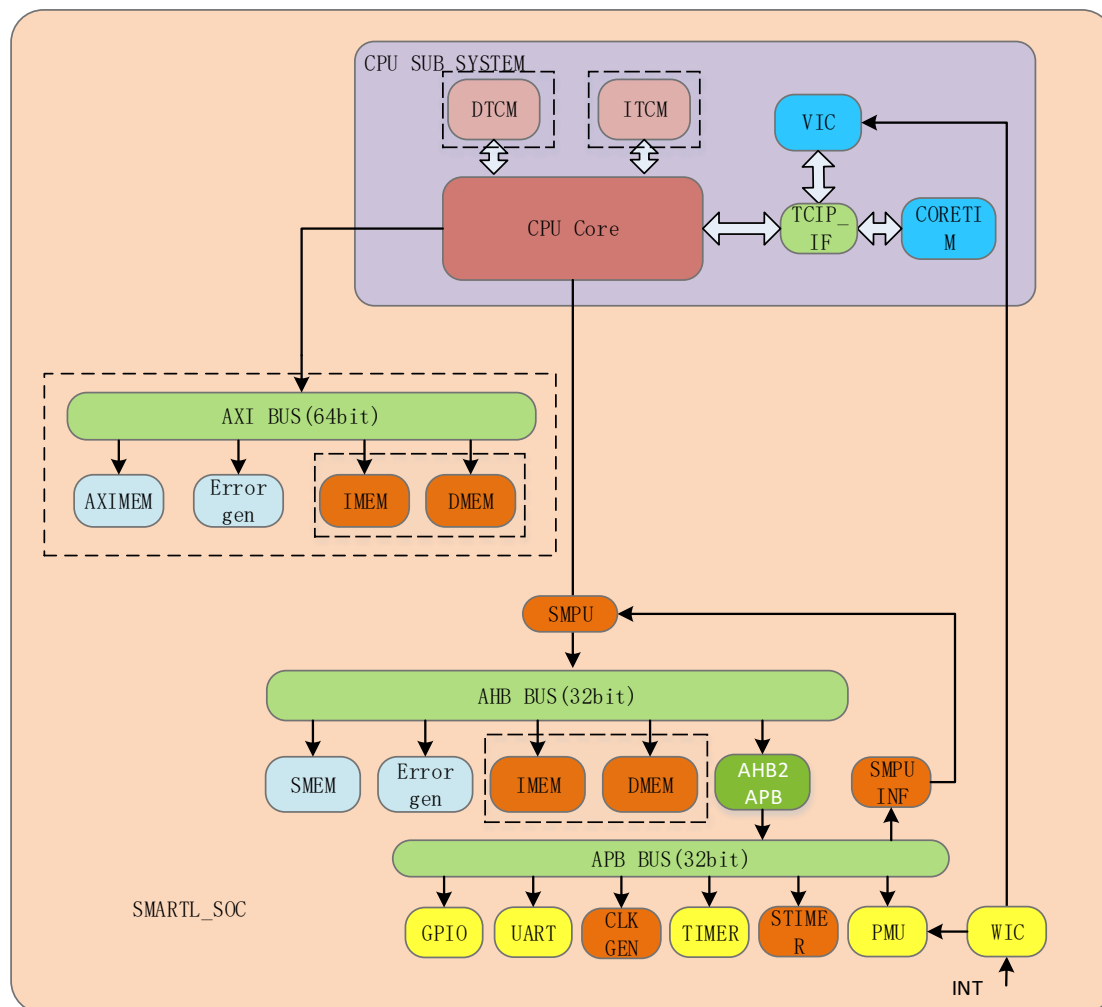 CPU SUB_SYSTEM
DTCM
ITCM
VIC
CPU Core
TCIP_
IF
CORETI
M
AXI BUS(64bit)
AXIMEM
Error
gen
IMEM
DMEM
SMPU
AHB BUS(32bit)
SMEM
Error
gen
IMEM
DMEM
AHB2
APB
SMPU
INF
APB BUS(32bit)
SMARTL_SOC
GPIO
UART
CLK
GEN
TIMER
STIME
R
PMU
WIC
INT